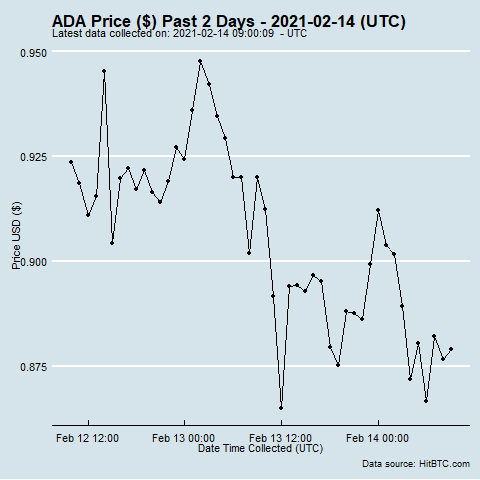 ADA Price ($) Past 2 Days - 2021-02-14 (UTC)
Latest data collected on: 2021-02-14 09:00:09 - UTC
0.950
0.925
0.900
0.875
Price USD ($)
Feb 12 12:00 Feb 13 00:00 Feb 13 12:00 Feb 14 00:00
Date Time Collected (UTC)
Data source: HitBTC.com